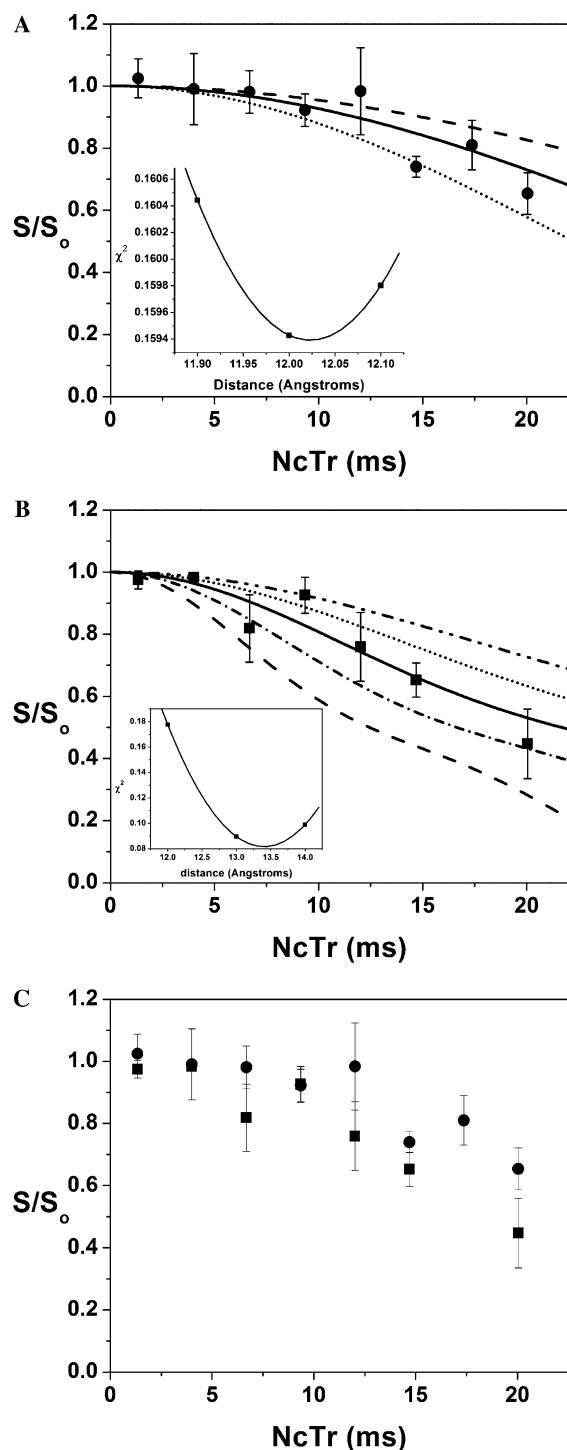 A
1.2
1.0
0.8
0.6
0.4
0.2
0.0
S/So
0.1606
0.1604
0.1602
0.1600
0.1598
0.1596
0.1594
χ2
11.90 11.95 12.00 12.05 12.10
Distance (Angstroms)
0 5 10 15 20
NcTr (ms)
B
1.2
1.0
0.8
0.6
0.4
0.2
0.0
S/So
0.18
0.16
0.14
0.12
0.10
0.08
χ2
12.0 12.5 13.0 13.5 14.0
distance (Angstroms)
0 5 10 15 20
NcTr (ms)
C
1.2
1.0
0.8
0.6
0.4
0.2
0.0
S/So
0 5 10 15 20
NcTr (ms)